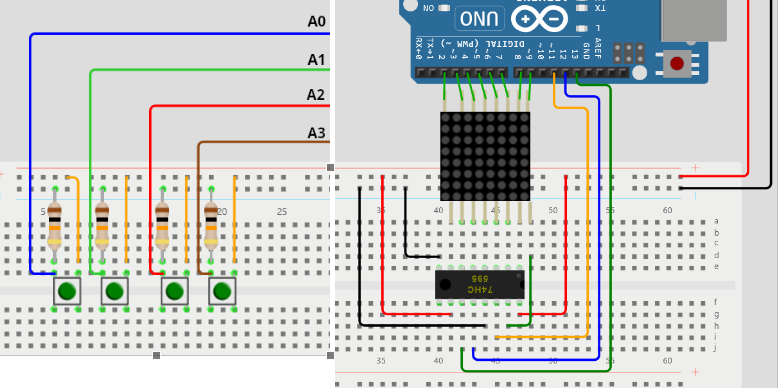 A0
A1
A2
A3
5
20
25
ON
UNO
TX
L
RX←0
TX→1
2
~3
4
~5
~6
7
8
~9
~10
~11
12
13
GND
AREF
DIGITAL (PWM ~)
35
40
45
50
55
60
a
b
c
d
e
74HC
595
f
g
h
i
j
35
40
45
50
55
60